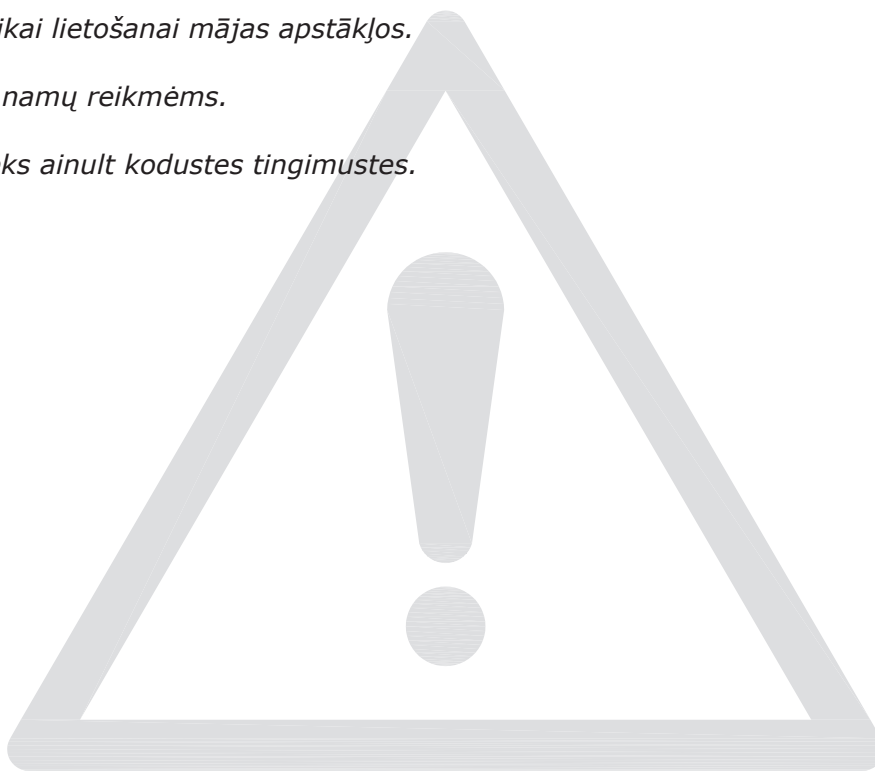 ikai lietošanai mājas apstākļos.
namų reikmėms.
ks ainult kodustes tingimustes.